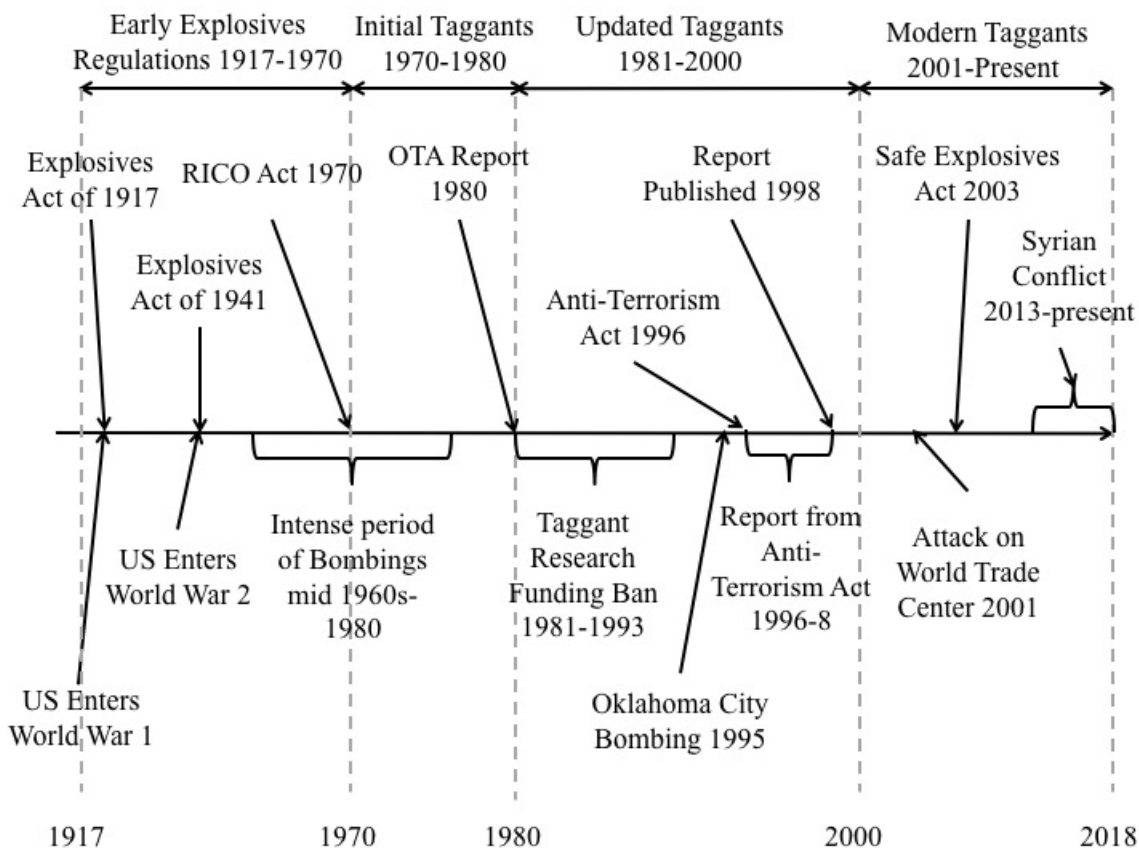 Early Explosives
Regulations 1917-1970
Initial Taggants
1970-1980
Updated Taggants
1981-2000
Modern Taggants
2001-Present
Explosives
Act of 1917
RICO Act 1970
OTA Report
1980
Report
Published 1998
Safe Explosives
Act 2003
Explosives
Act of 1941
Anti-Terrorism
Act 1996
Syrian
Conflict
2013-present
US Enters
World War 2
Intense period
of Bombings
mid 1960s-
1980
Taggant
Research
Funding Ban
1981-1993
Report from
Anti-
Terrorism Act
1996-8
Attack on
World Trade
Center 2001
US Enters
World War 1
Oklahoma City
Bombing 1995
1917
1970
1980
2000
2018